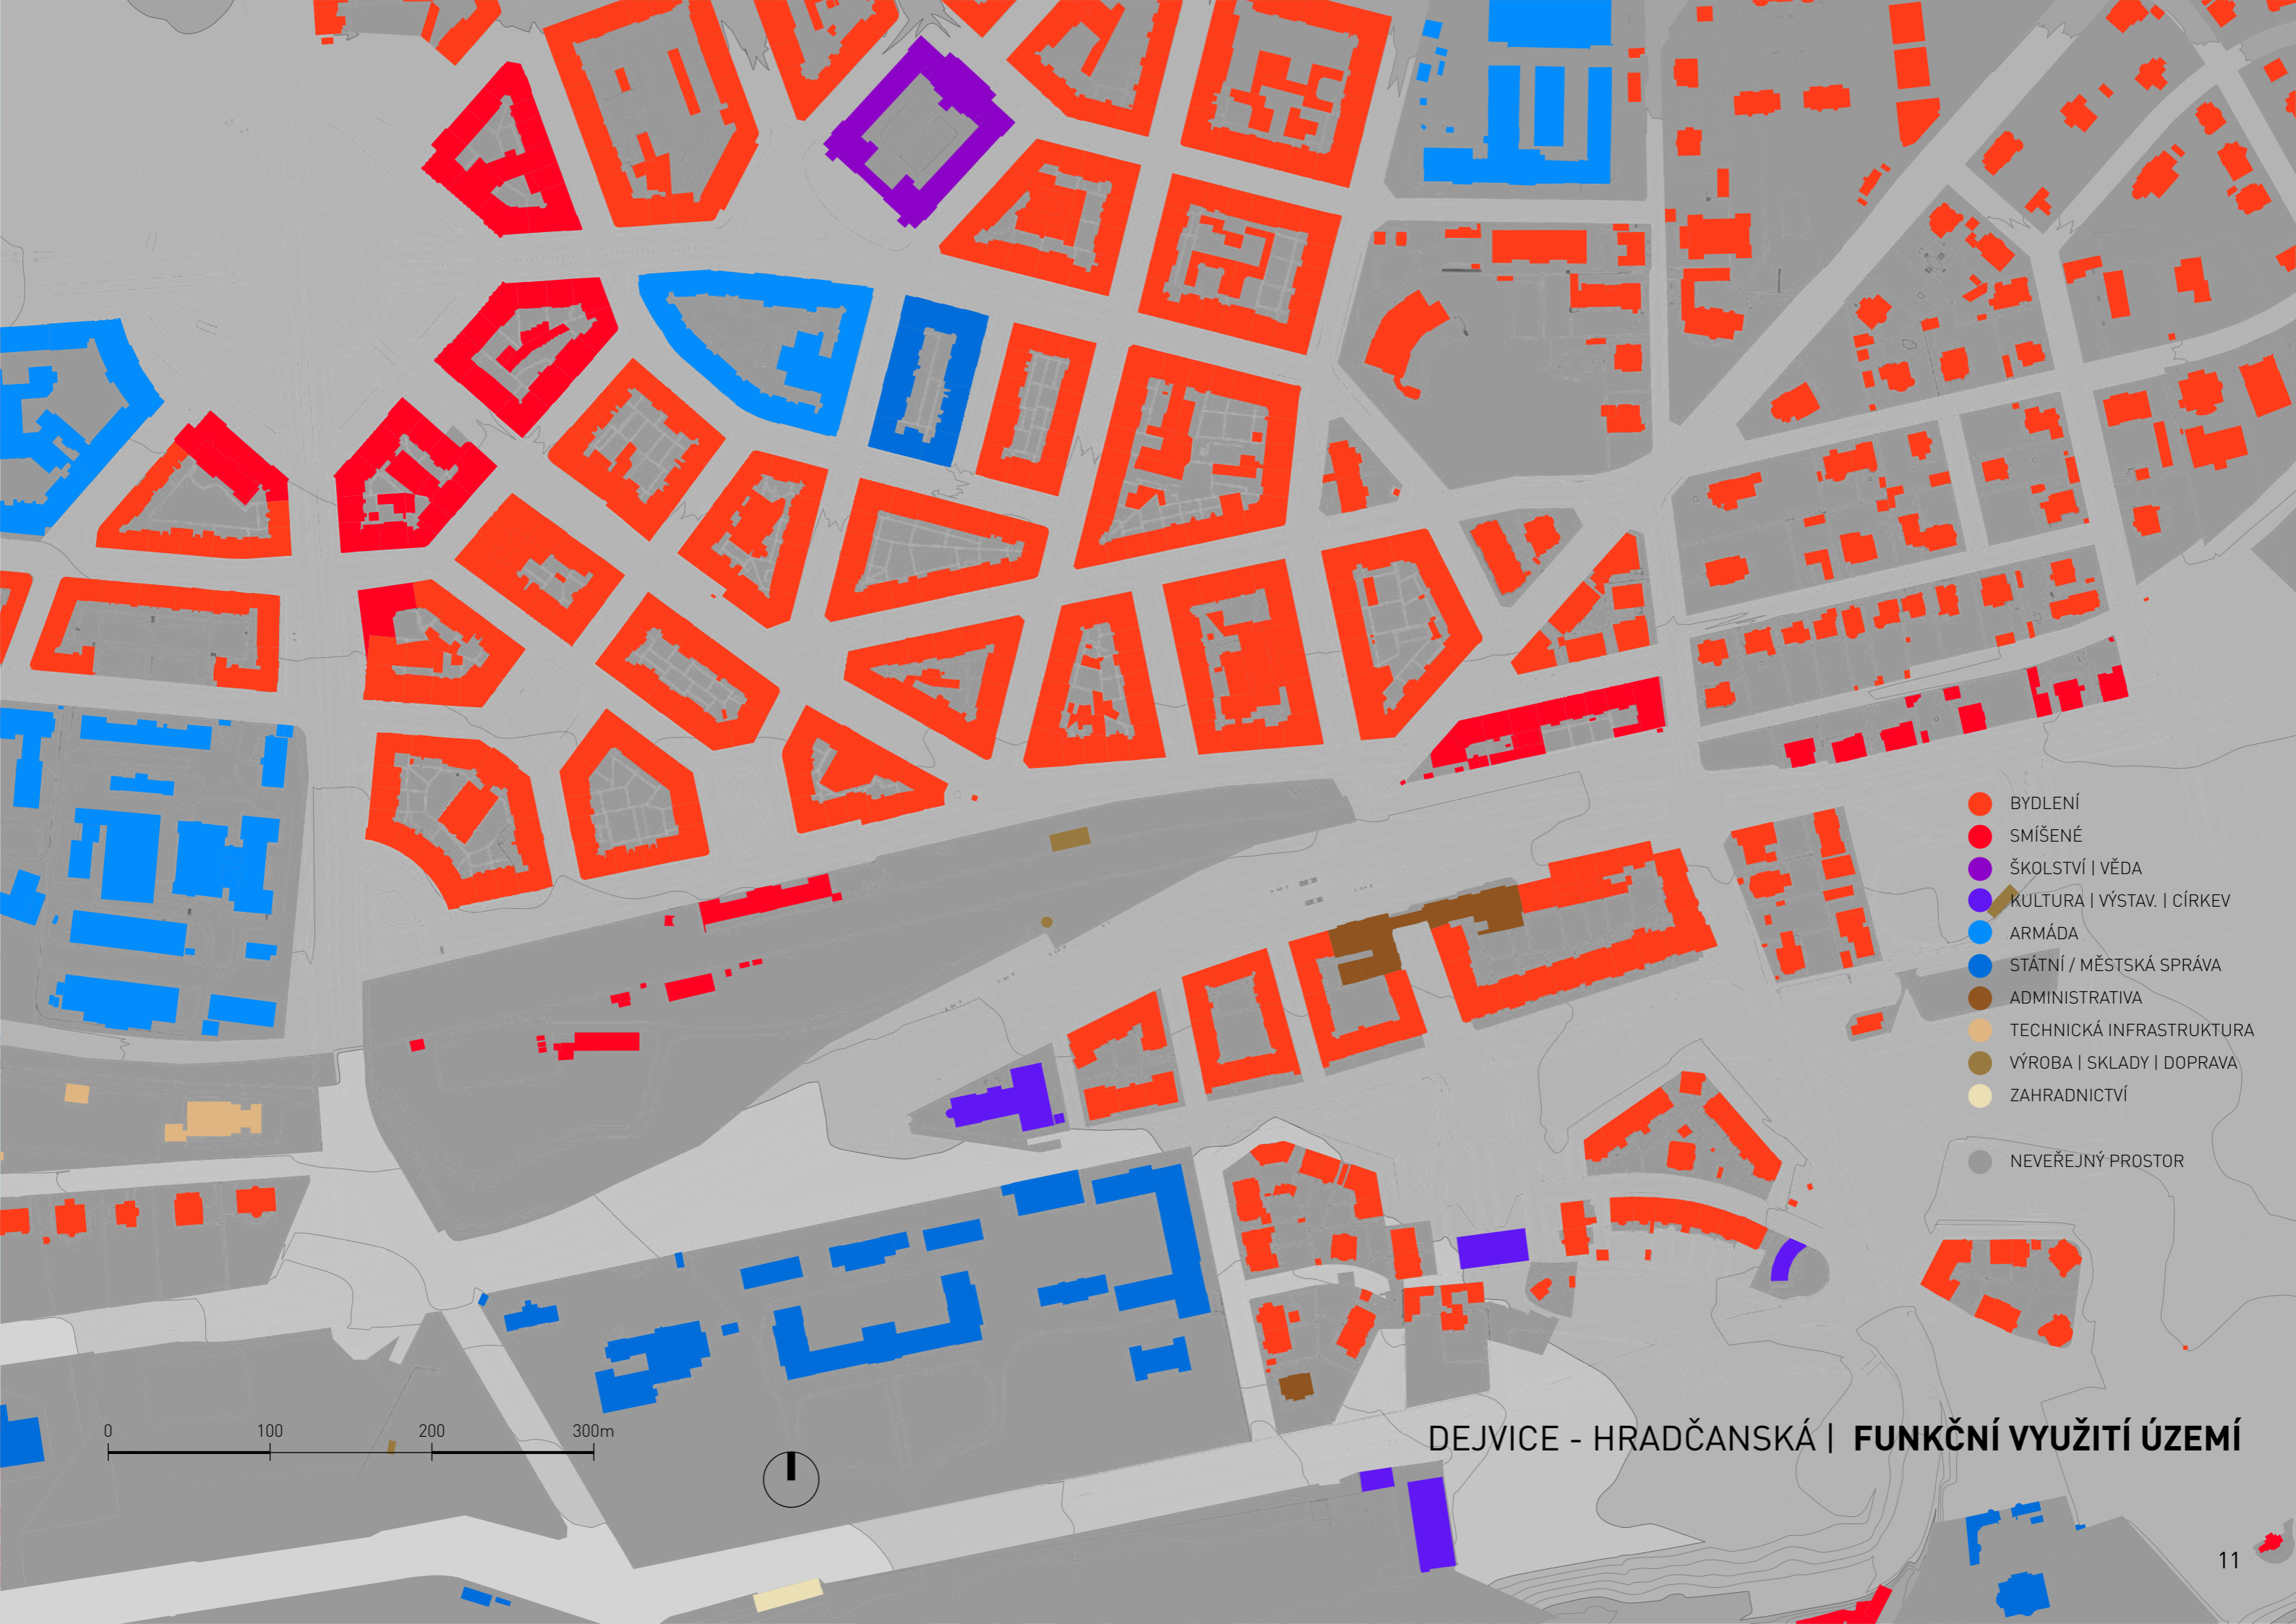 BYDLENÍ
SMÍŠENÉ
ŠKOLSTVÍ | VĚDA
KULTURA | VÝSTAV. | CÍRKEV
ARMÁDA
STÁTNÍ / MĚSTSKÁ SPRÁVA
ADMINISTRATIVA
TECHNICKÁ INFRASTRUKTURA
VÝROBA | SKLADY | DOPRAVA
ZAHRADNICTVÍ
NEVEŘEJNÝ PROSTOR
0 100 200 300m
DEJVICE - HRADČANSKÁ | FUNKČNÍ VYUŽITÍ ÚZEMÍ
11